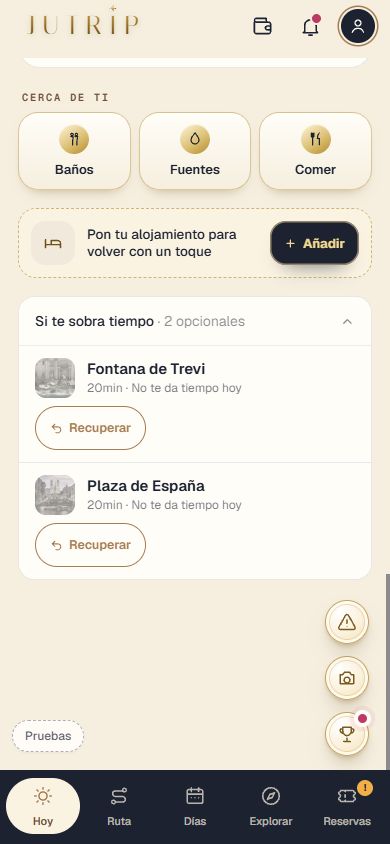 JUTRIP
CERCA DE TI
Baños
Fuentes
Comer
Pon tu alojamiento para
volver con un toque
+ Añadir
Si te sobra tiempo · 2 opcionales
Fontana de Trevi
20min · No te da tiempo hoy
Recuperar
Plaza de España
20min · No te da tiempo hoy
Recuperar
Pruebas
Hoy
Ruta
Días
Explorar
!
Reservas